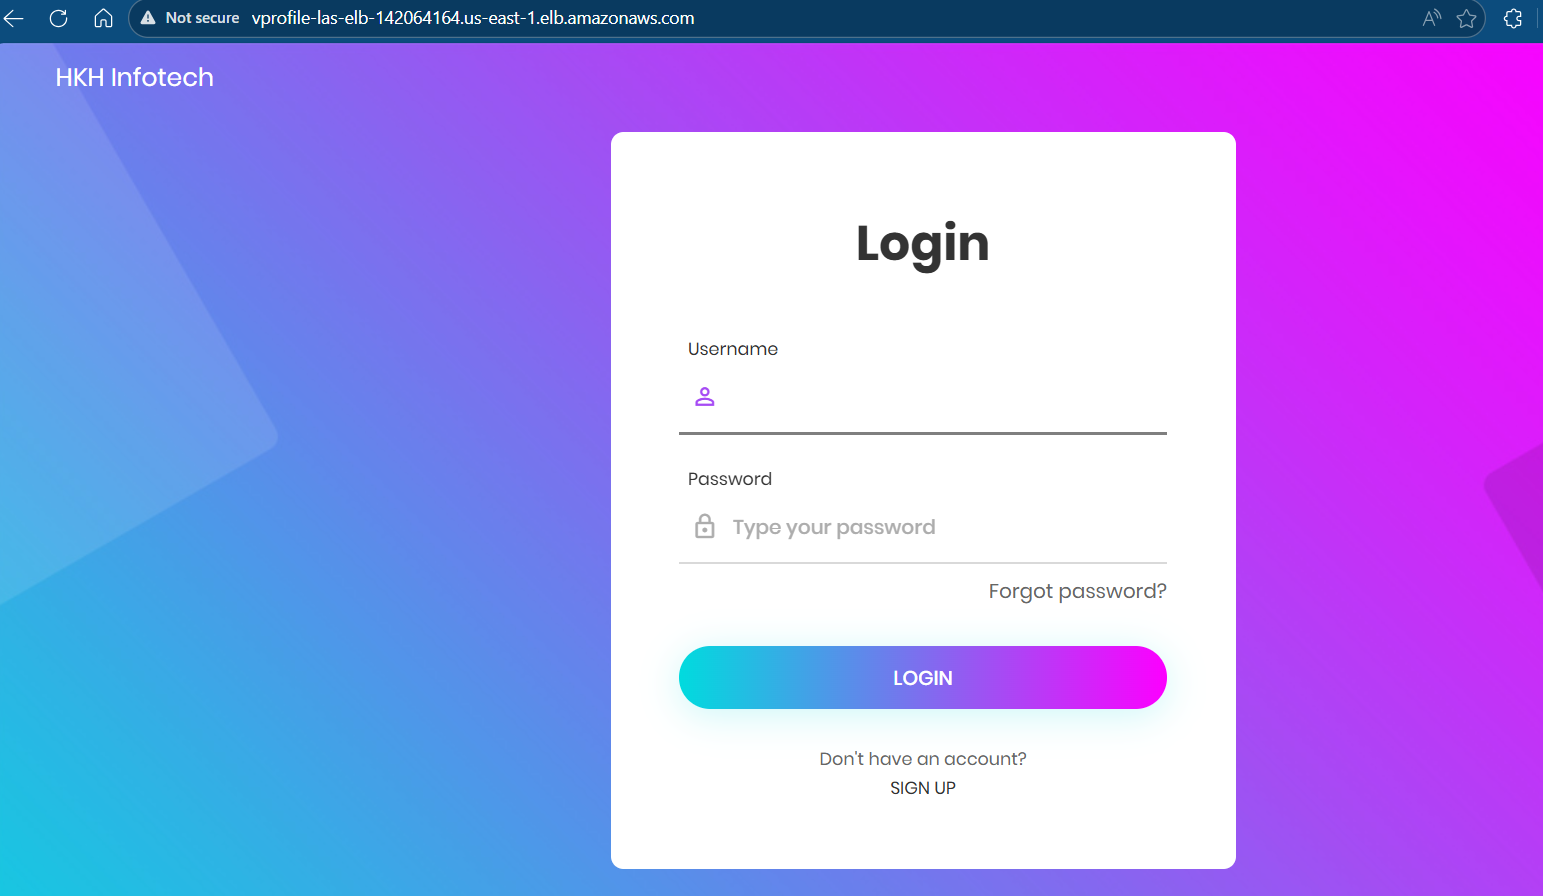 Not secure vprofile-las-elb-142064164.us-east-1.elb.amazonaws.com
HKH Infotech
Login
Username
Password
Type your password
Forgot password?
LOGIN
Don't have an account?
SIGN UP